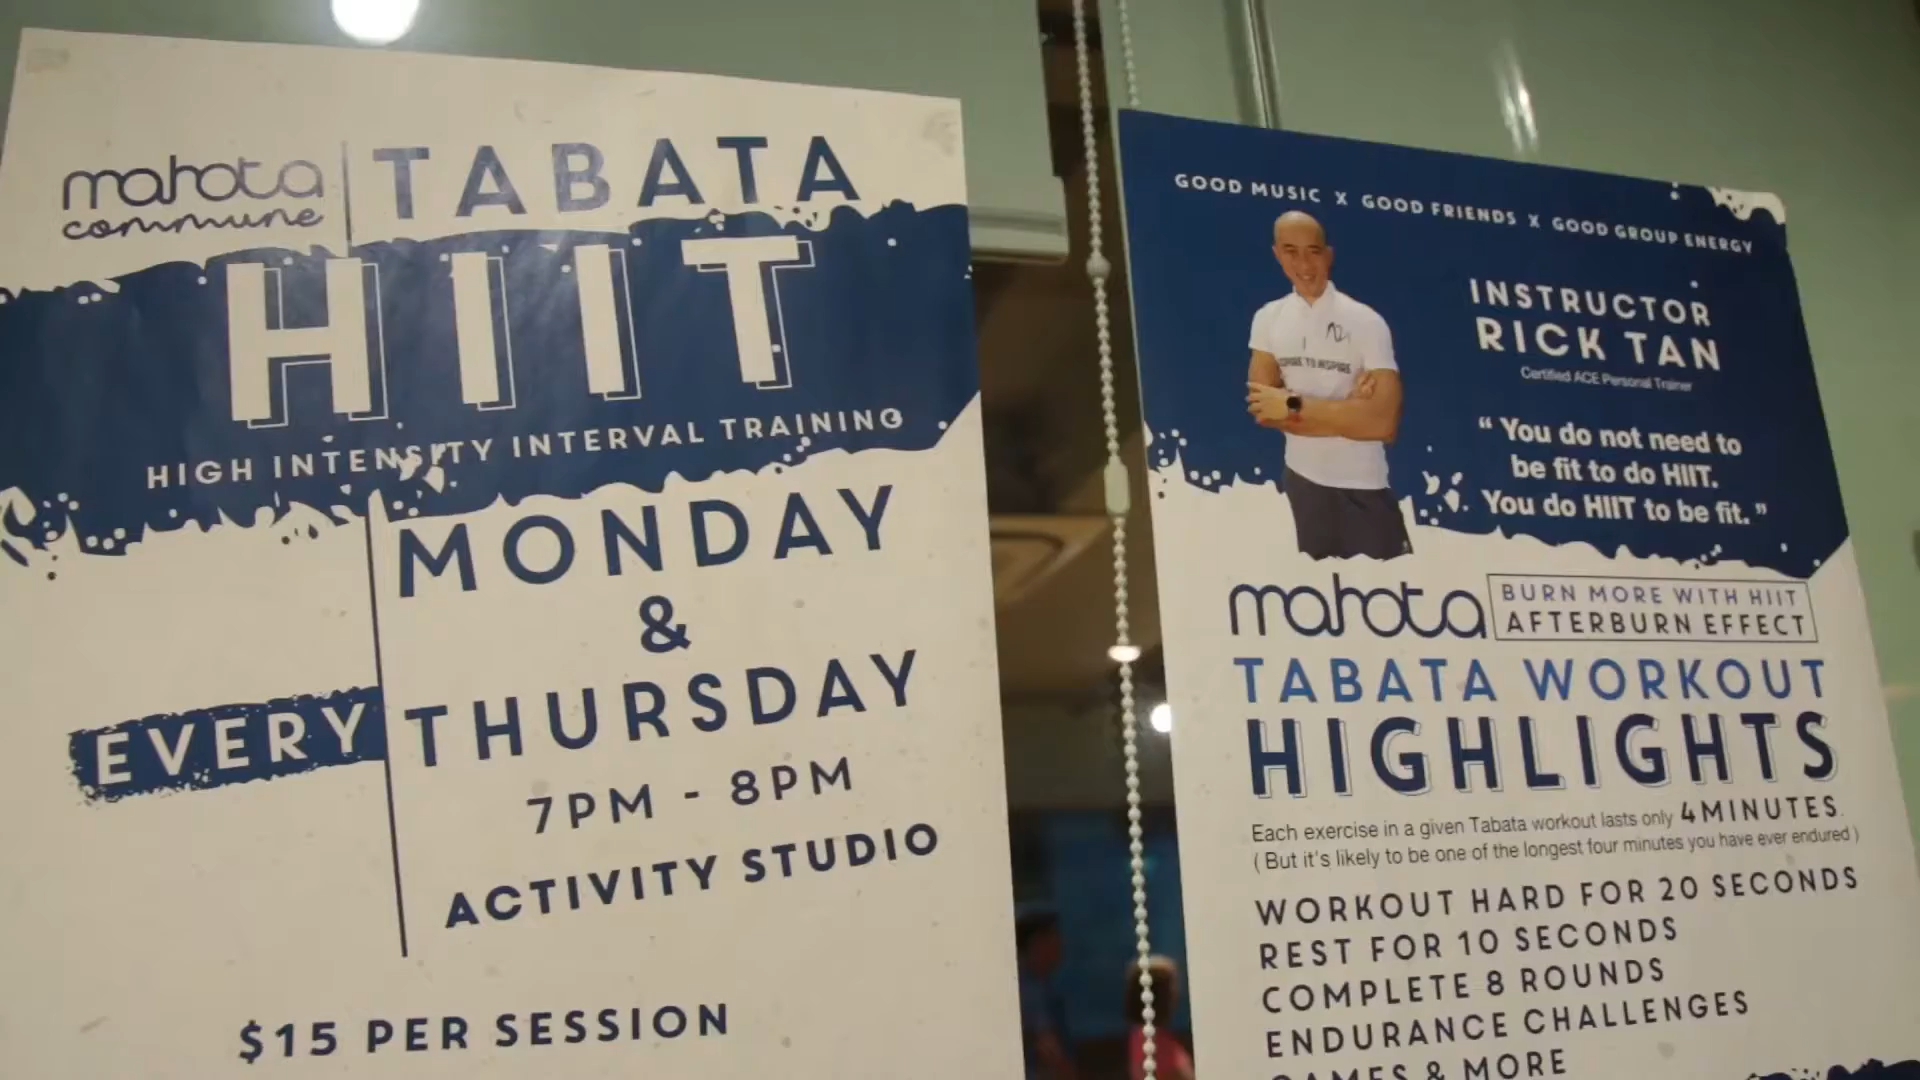 mahota
commune
TABATA
HIIT
HIGH INTENSITY INTERVAL TRAINING
EVERY
MONDAY
&
THURSDAY
7PM - 8PM
ACTIVITY STUDIO
$15 PER SESSION
GOOD MUSIC X GOOD FRIENDS X GOOD GROUP ENERGY
INSTRUCTOR
RICK TAN
Certified ACE Personal Trainer
“ You do not need to
be fit to do HIIT.
You do HIIT to be fit. ”
mahota
BURN MORE WITH HIIT
AFTERBURN EFFECT
TABATA WORKOUT
HIGHLIGHTS
Each exercise in a given Tabata workout lasts only 4 MINUTES.
( But it's likely to be one of the longest four minutes you have ever endured )
WORKOUT HARD FOR 20 SECONDS
REST FOR 10 SECONDS
COMPLETE 8 ROUNDS
ENDURANCE CHALLENGES
GAMES & MORE